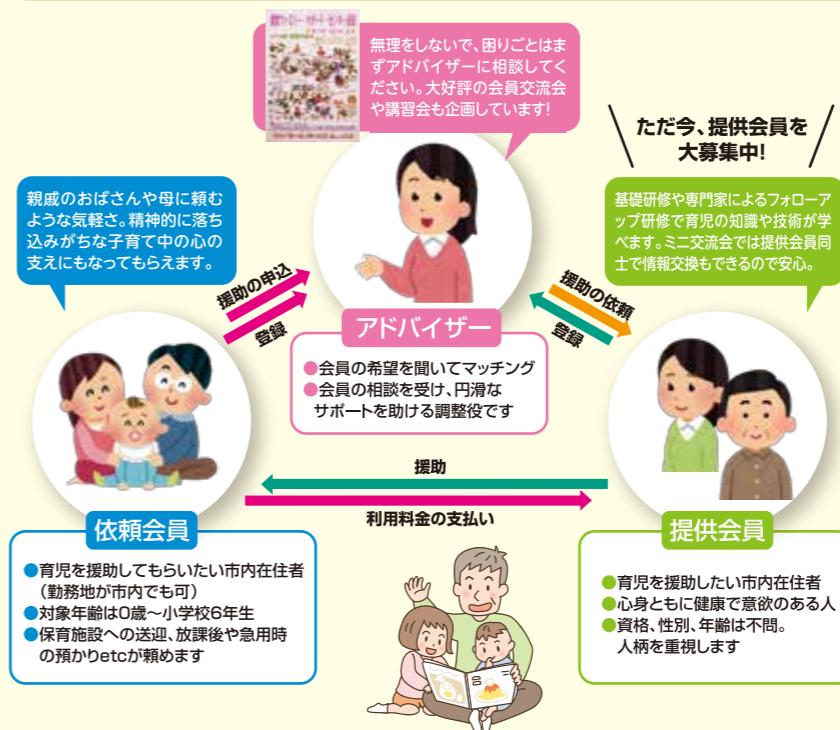 無理をしないで、困りごとはま
ずアドバイザーに相談してく
ださい。大好評の会員交流会
や講習会も企画しています!
ただ今、提供会員を
大募集中!
親戚のおばさんや母に頼む
ような気軽さ。精神的に落ち
込みがちな子育て中の心の
支えにもなってもらえます。
基礎研修や専門家によるフォローア
ップ研修で育児の知識や技術が学
べます。ミニ交流会では提供会員同
士で情報交換もできるので安心。
援助の申込
登録
援助の依頼
登録
アドバイザー
●会員の希望を聞いてマッチング
●会員の相談を受け、円滑な
サポートを助ける調整役です
援助
利用料金の支払い
依頼会員
●育児を援助してもらいたい市内在住者
(勤務地が市内でも可)
●対象年齢は0歳～小学校6年生
●保育施設への送迎、放課後や急用時
の預かりetcが頼めます
提供会員
●育児を援助したい市内在住者
●心身ともに健康で意欲のある人
●資格、性別、年齢は不問。
人柄を重視します